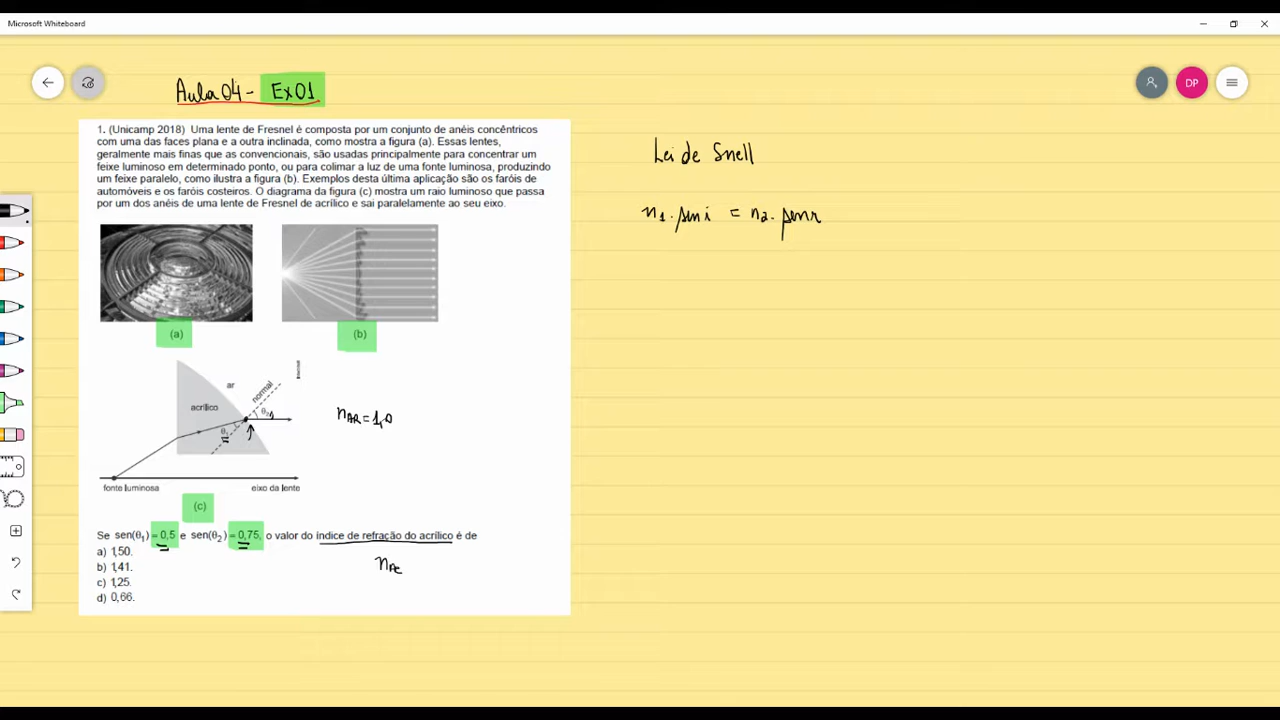 Microsoft Whiteboard
Aula 04 - Ex 01
DP
1. (Unicamp 2018) Uma lente de Fresnel é composta por um conjunto de anéis concêntricos
com uma das faces plana e a outra inclinada, como mostra a figura (a). Essas lentes,
geralmente mais finas que as convencionais, são usadas principalmente para concentrar um
feixe luminoso em determinado ponto, ou para colimar a luz de uma fonte luminosa, produzindo
um feixe paralelo, como ilustra a figura (b). Exemplos desta última aplicação são os faróis de
automóveis e os faróis costeiros. O diagrama da figura (c) mostra um raio luminoso que passa
por um dos anéis de uma lente de Fresnel de acrílico e sai paralelamente ao seu eixo.
Lei de Snell
n1 . sen i = n2 . sen r
(a)
(b)
ar
normal
acrílico
θ2
θ1
nAR = 1,0
fonte luminosa
eixo da lente
(c)
Se sen(θ1) = 0,5 e sen(θ2) = 0,75, o valor do índice de refração do acrílico é de
a) 1,50.
b) 1,41.
nAc
c) 1,25.
d) 0,66.